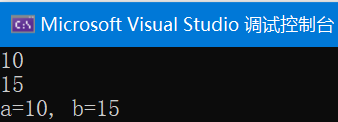 Microsoft Visual Studio 调试控制台
10
15
a=10, b=15